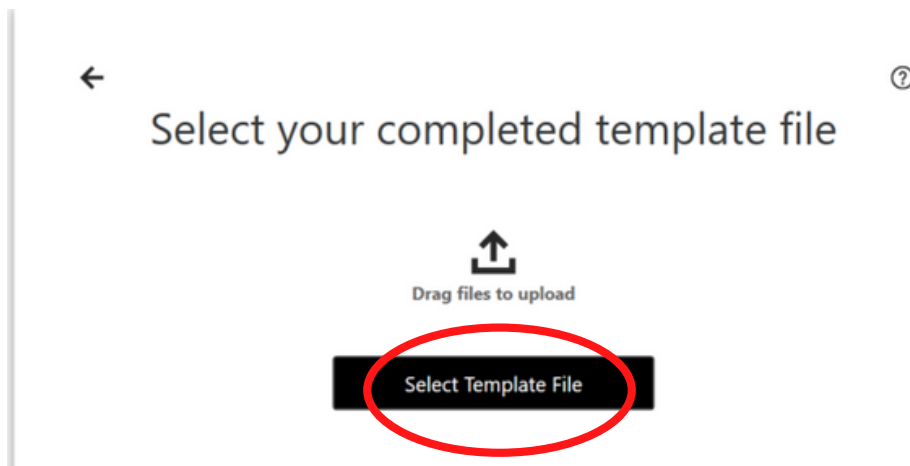 Select your completed template file
Drag files to upload
Select Template File